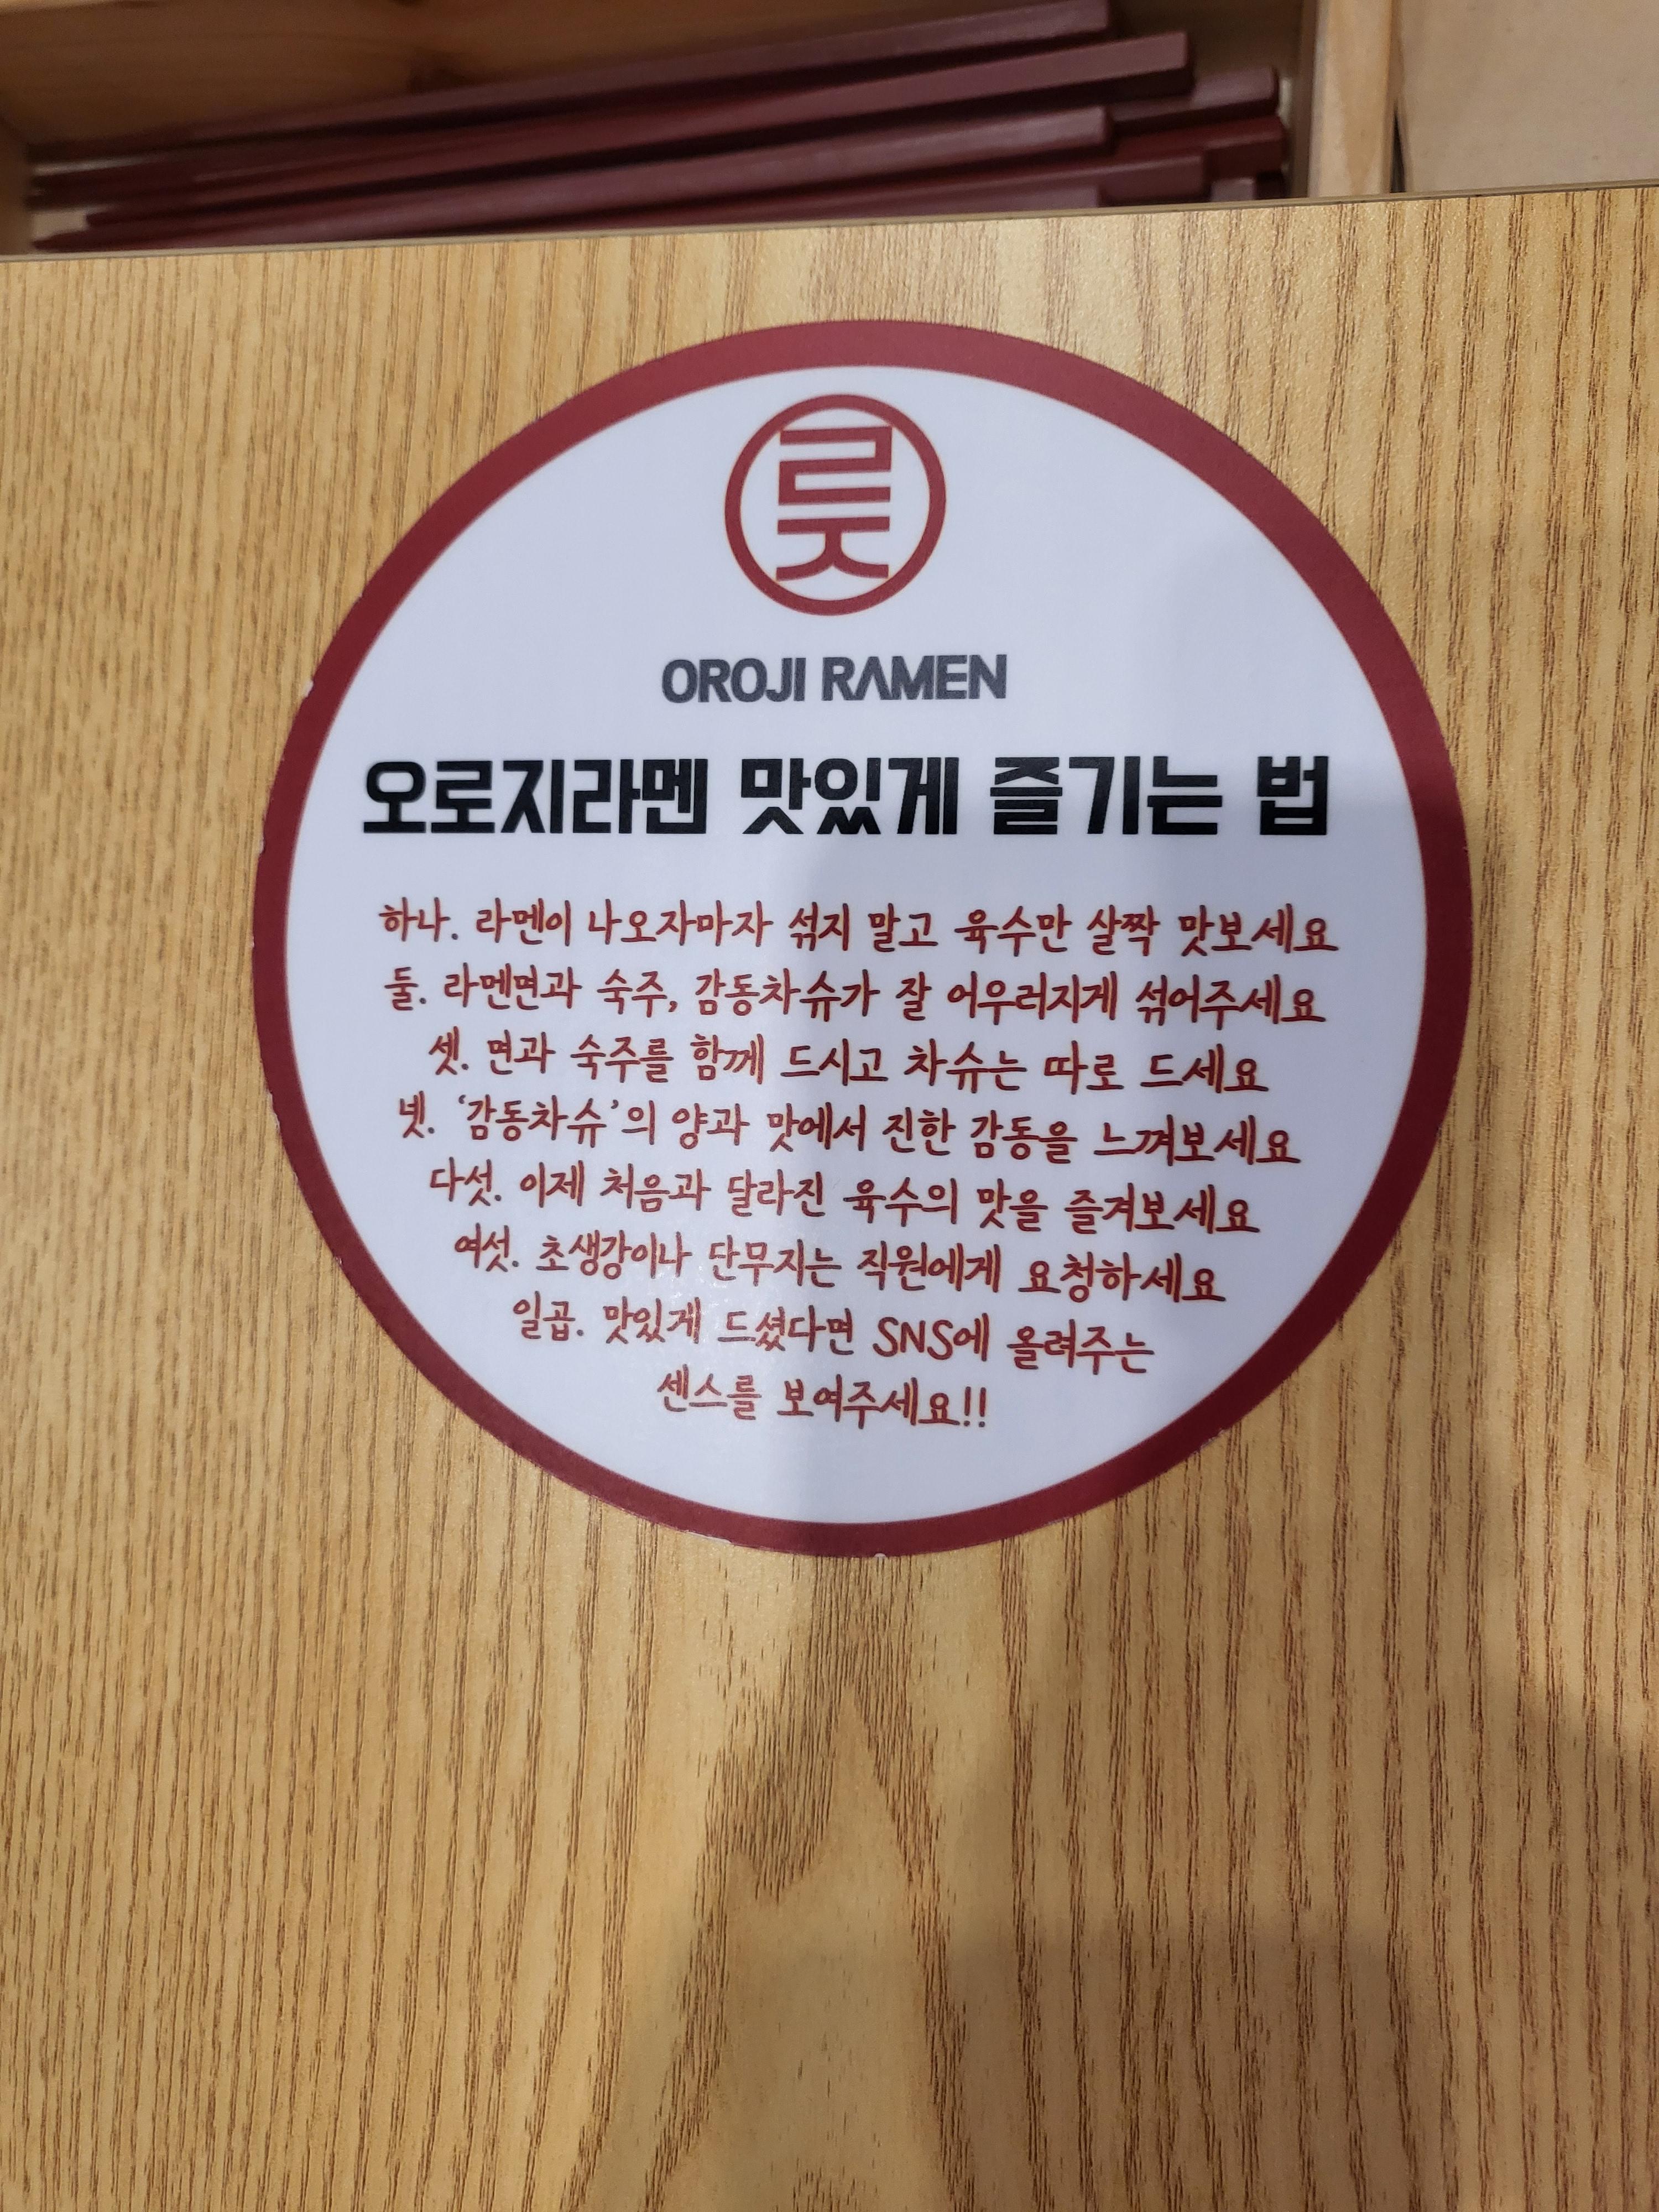 릇
OROJI RAMEN
오로지라멘 맛있게 즐기는 법
하나. 라멘이 나오자마자 섞지 말고 육수만 살짝 맛보세요
둘. 라멘면과 숙주, 감동차슈가 잘 어우러지게 섞어주세요
셋. 면과 숙주를 함께 드시고 차슈는 따로 드세요
넷. ‘감동차슈’의 양과 맛에서 진한 감동을 느껴보세요
다섯. 이제 처음과 달라진 육수의 맛을 즐겨보세요
여섯. 초생강이나 단무지는 직원에게 요청하세요
일곱. 맛있게 드셨다면 SNS에 올려주는
센스를 보여주세요!!